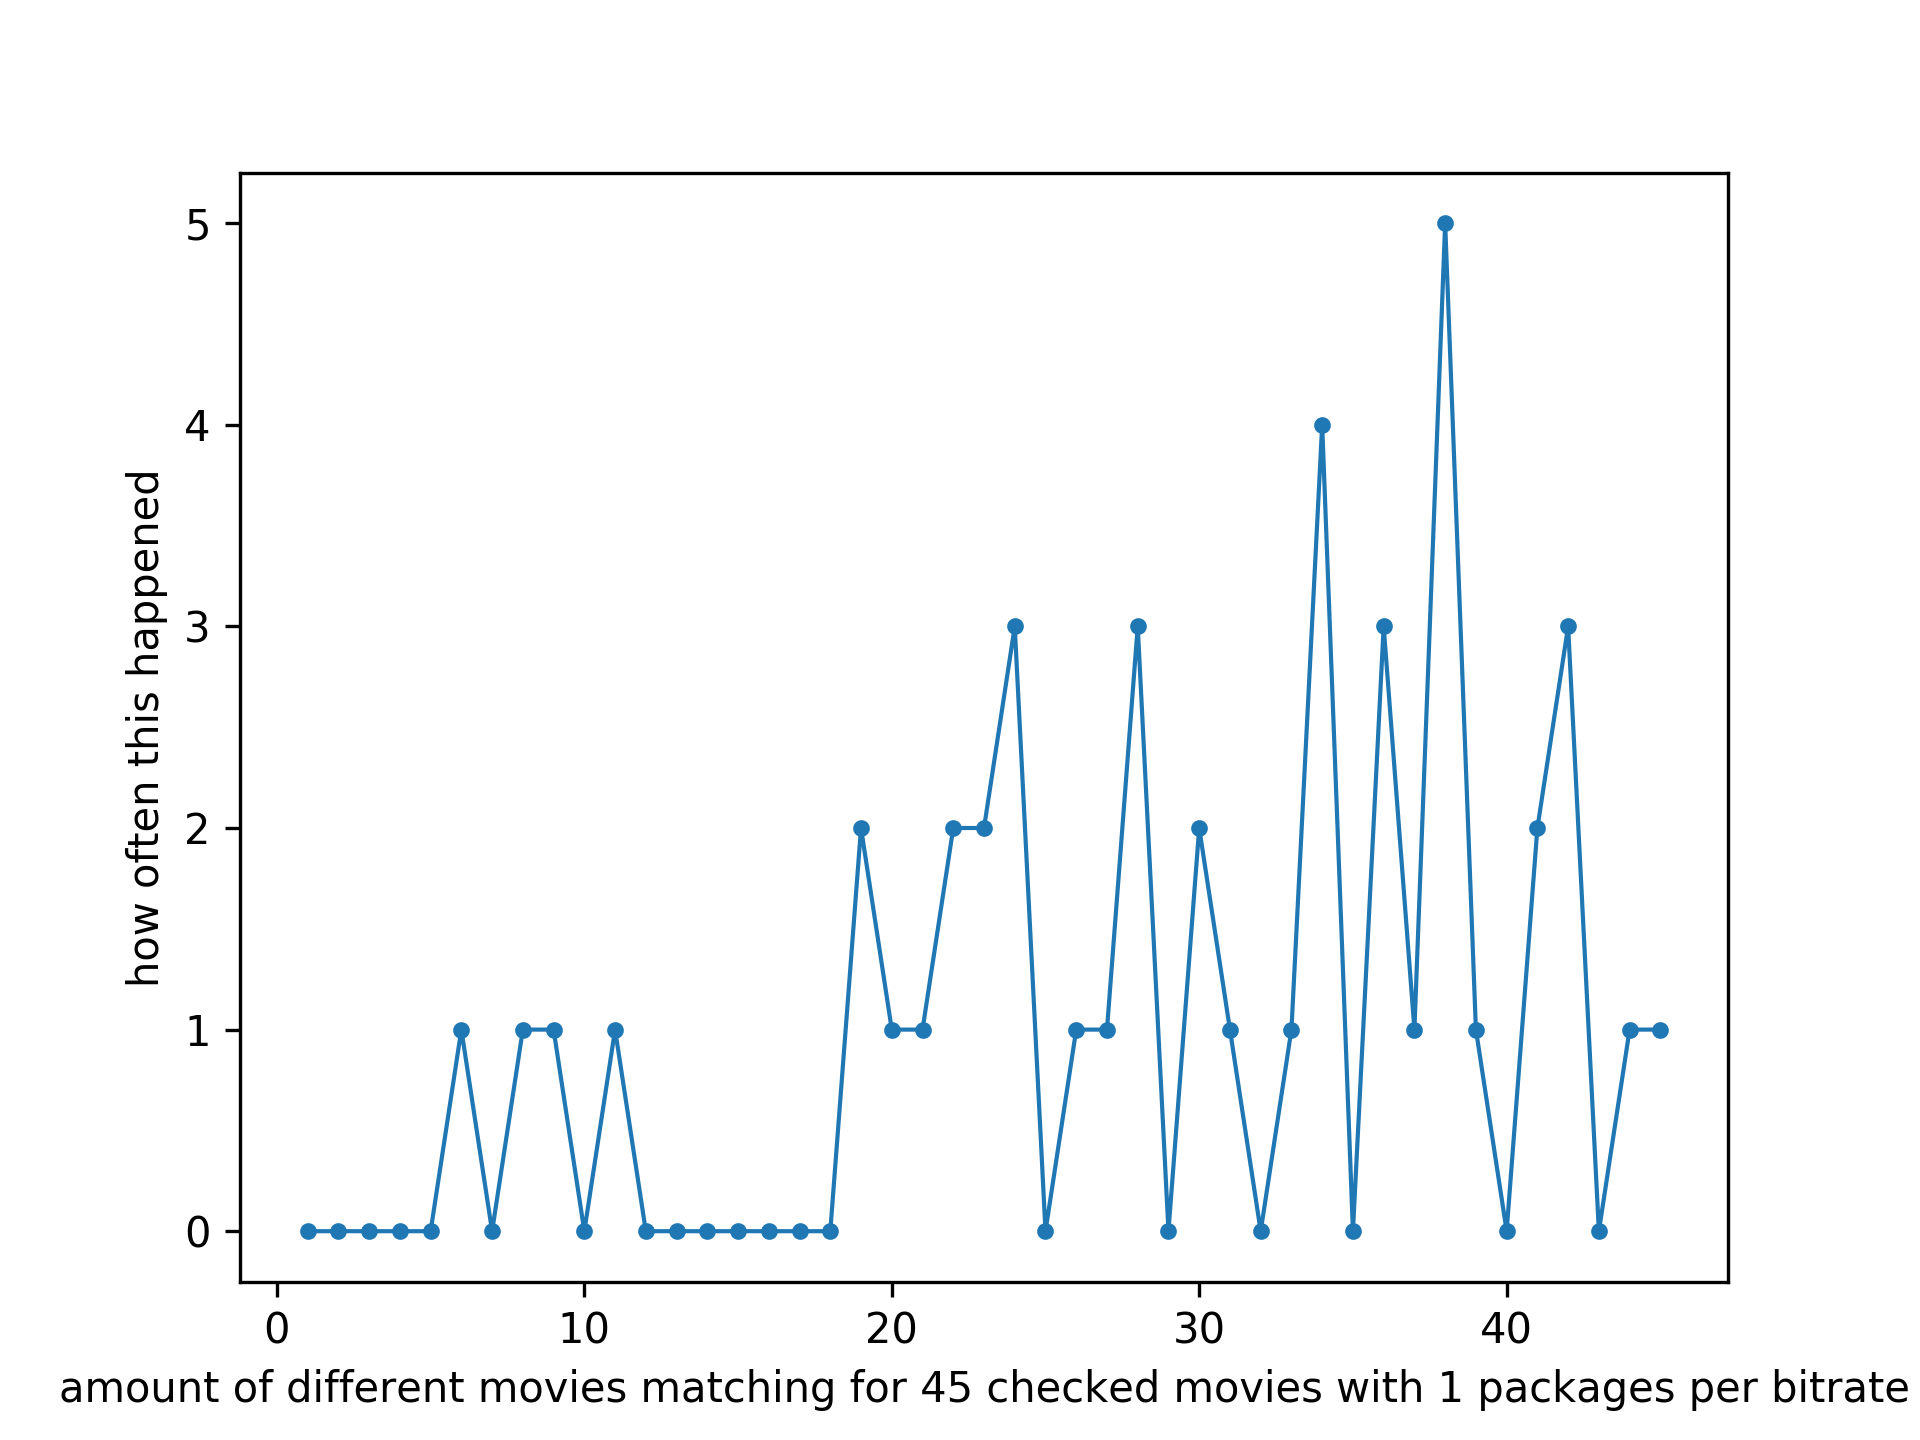 5
4
3
2
1
0
how often this happened
0 10 20 30 40
amount of different movies matching for 45 checked movies with 1 packages per bitrate